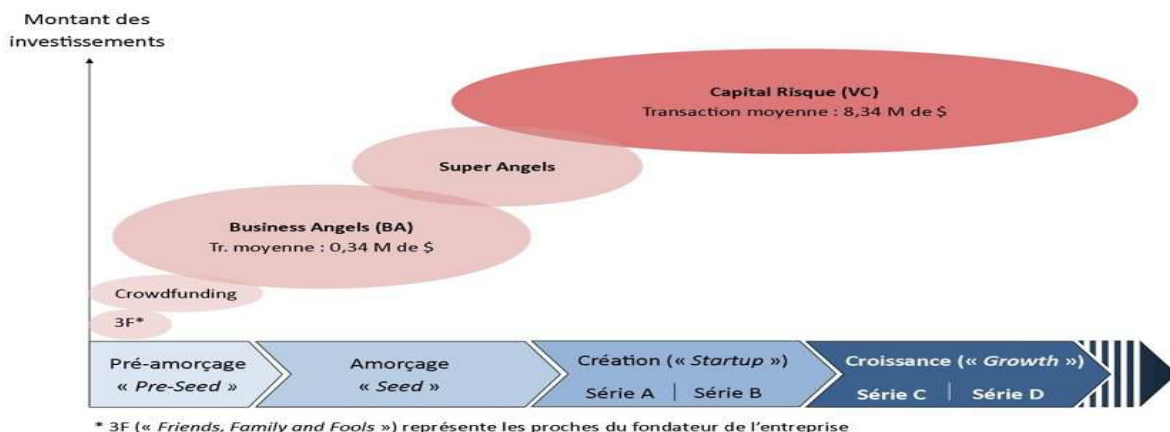 Montant des
investissements
Capital Risque (VC)
Transaction moyenne : 8,34 M de $
Super Angels
Business Angels (BA)
Tr. moyenne : 0,34 M de $
Crowdfunding
3F*
Pré-amorçage
« Pre-Seed »
Amorçage
« Seed »
Création (« Startup »)
Série A | Série B
Croissance (« Growth »)
Série C | Série D
* 3F (« Friends, Family and Fools ») représente les proches du fondateur de l'entreprise